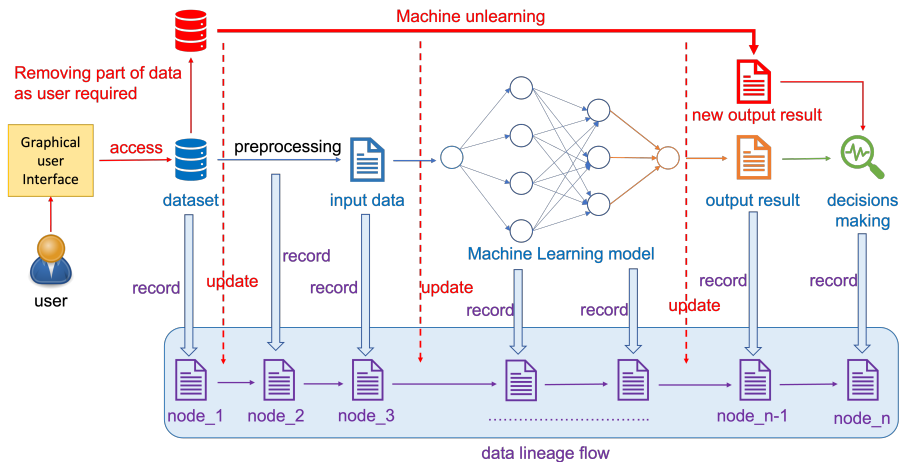 Machine unlearning
Removing part of data
as user required
new output result
Graphical
user
Interface
access
preprocessing
dataset
input data
Machine Learning model
output result
decisions
making
user
record
update
record
record
update
record
record
update
record
record
node_1
node_2
node_3
................................
node_n-1
node_n
data lineage flow